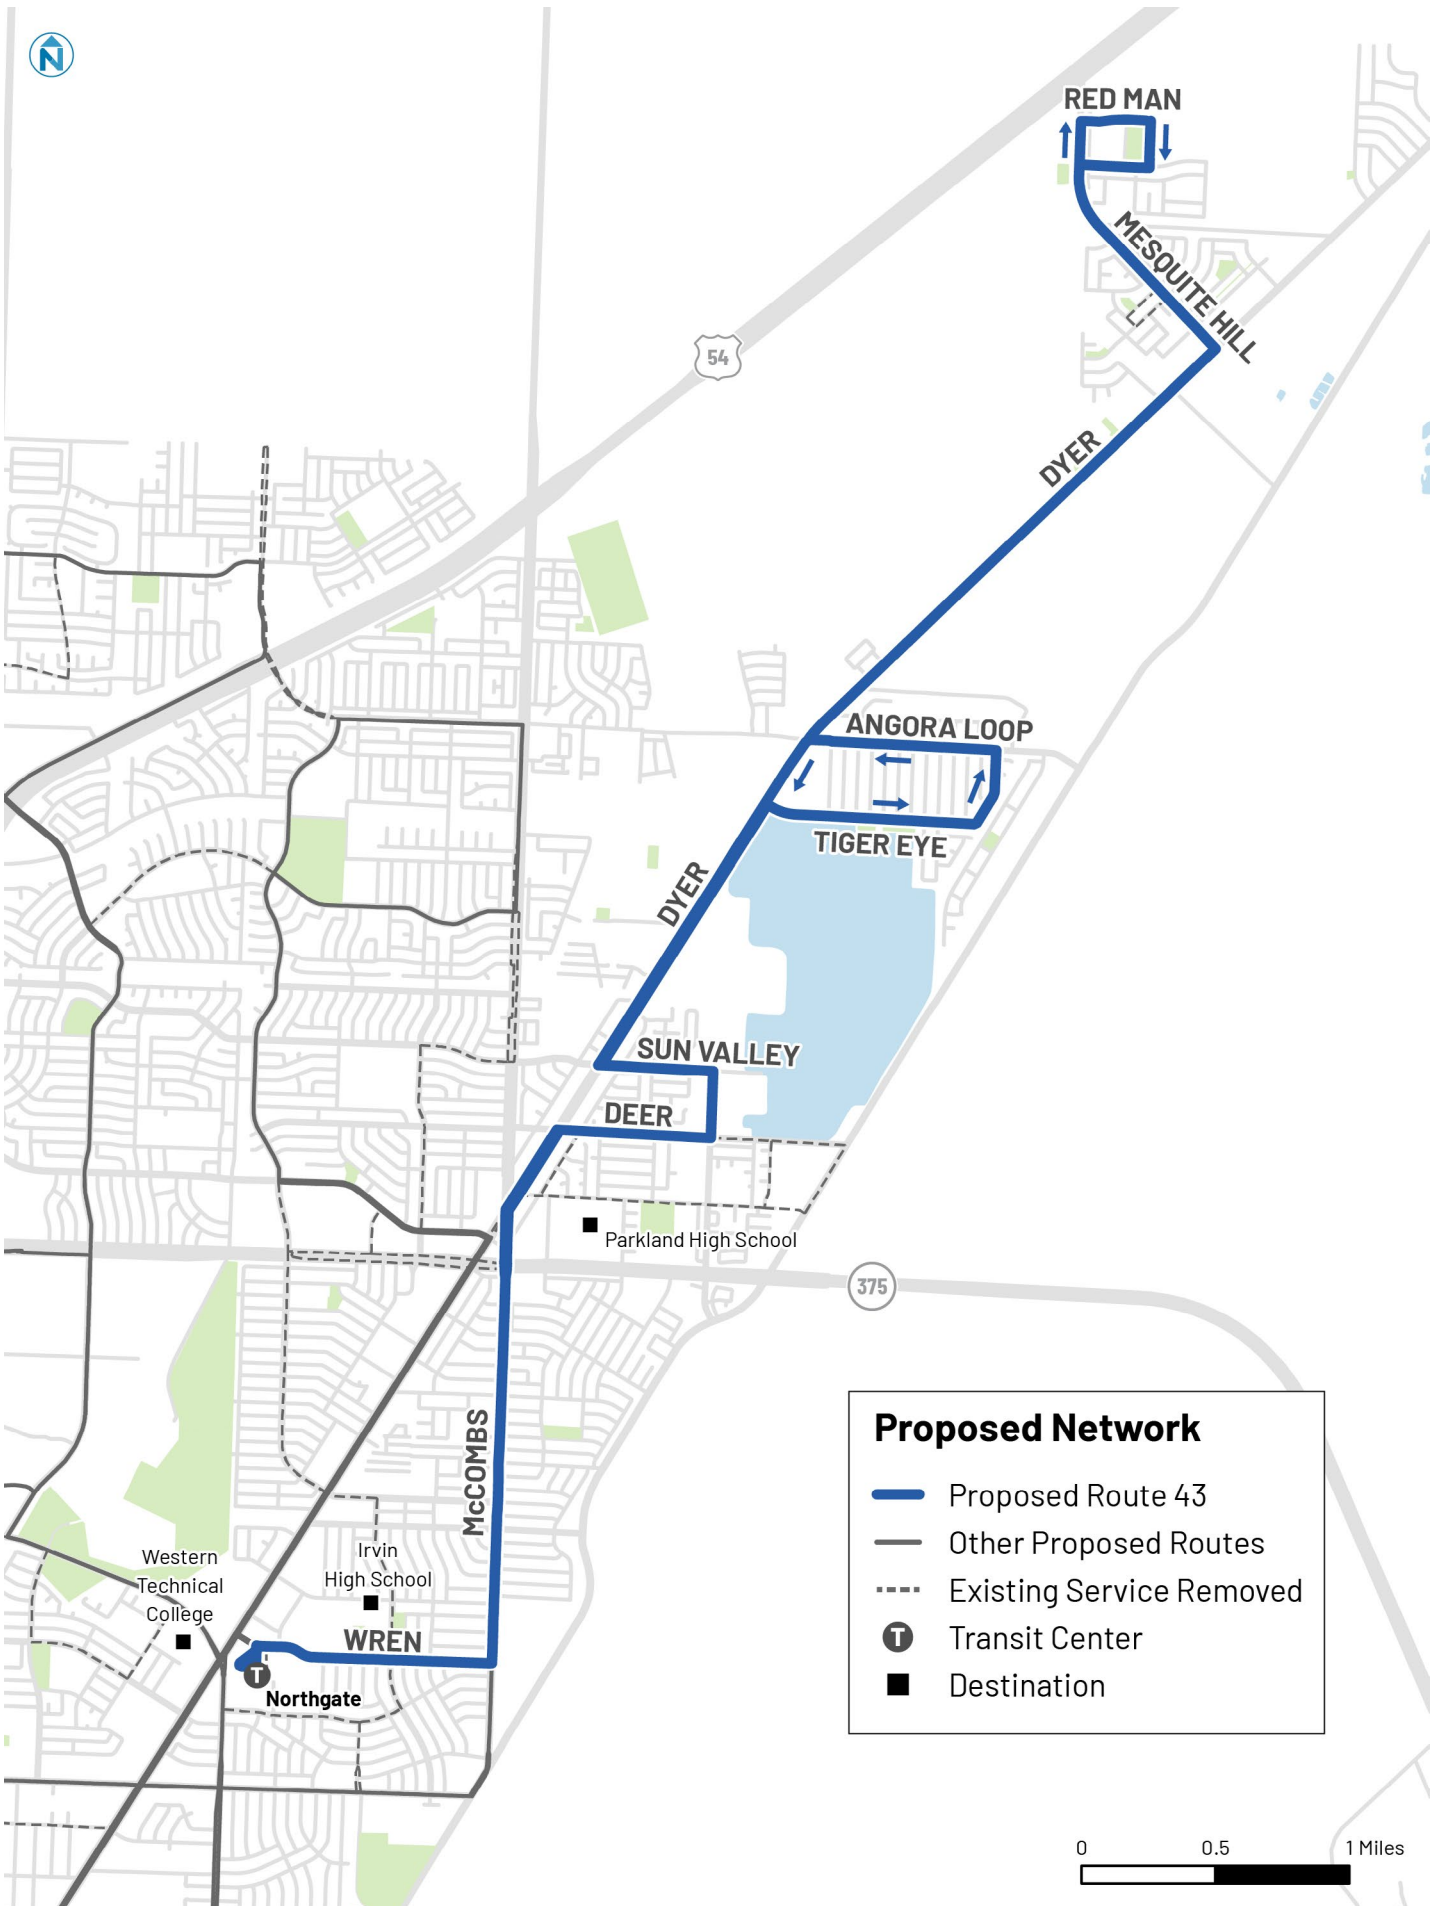 N
RED MAN
MESQUITE HILL
54
DYER
ANGORA LOOP
TIGER EYE
DYER
SUN VALLEY
DEER
Parkland High School
375
McCOMBS
Irvin
High School
Western
Technical
College
WREN
T
Northgate
Proposed Network
Proposed Route 43
Other Proposed Routes
Existing Service Removed
T Transit Center
Destination
0 0.5 1 Miles